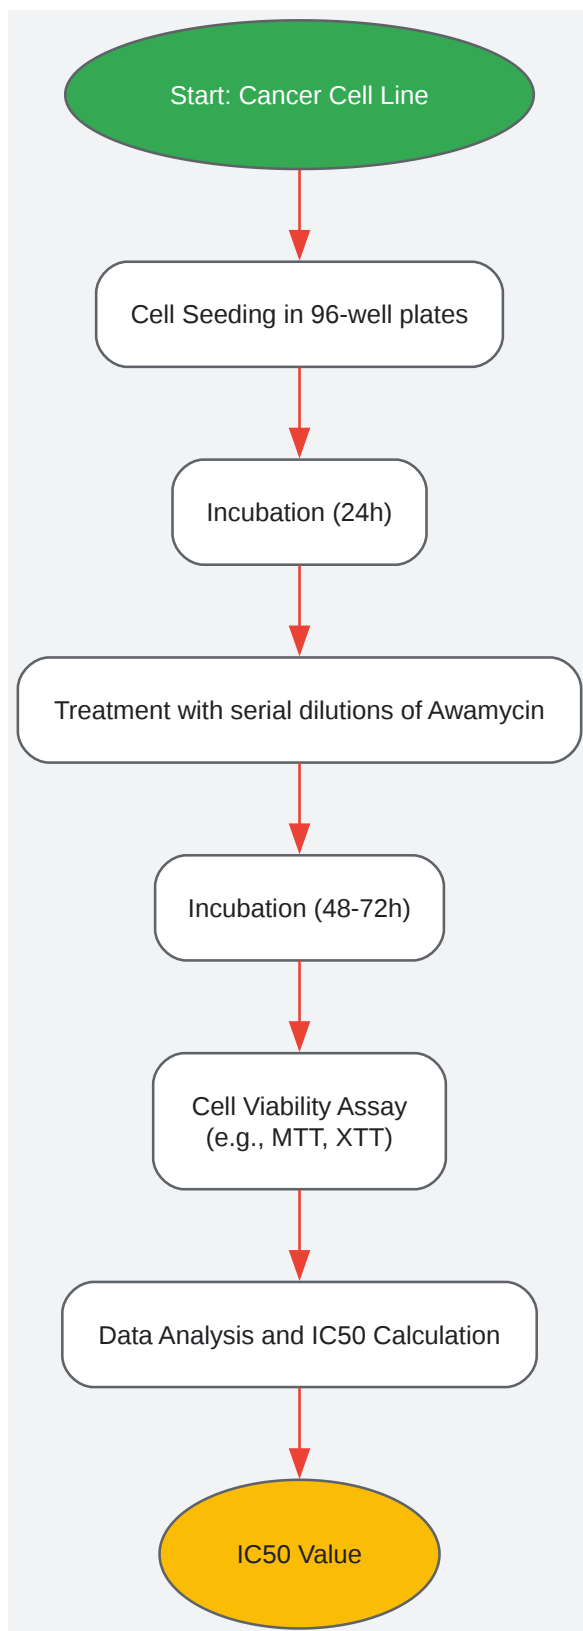 Start: Cancer Cell Line
Cell Seeding in 96-well plates
Incubation (24h)
Treatment with serial dilutions of Awamycin
Incubation (48-72h)
Cell Viability Assay
(e.g., MTT, XTT)
Data Analysis and IC50 Calculation
IC50 Value